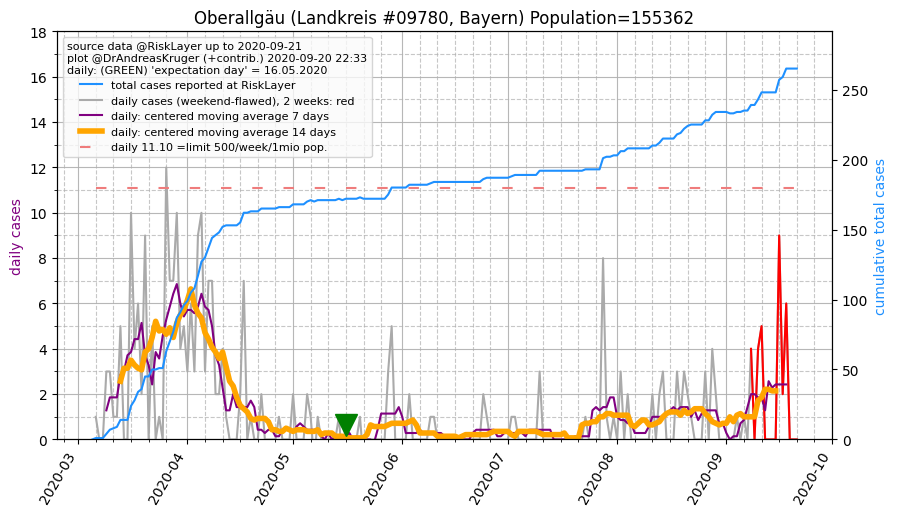 Oberallgäu (Landkreis #09780, Bayern) Population=155362
source data @RiskLayer up to 2020-09-21
plot @DrAndreasKruger (+contrib.) 2020-09-20 22:33
daily: (GREEN) 'expectation day' = 16.05.2020
total cases reported at RiskLayer
daily cases (weekend-flawed), 2 weeks: red
daily: centered moving average 7 days
daily: centered moving average 14 days
daily 11.10 =limit 500/week/1mio pop.
daily cases
18
16
14
12
10
8
6
4
2
0
cumulative total cases
250
200
150
100
50
0
2020-03
2020-04
2020-05
2020-06
2020-07
2020-08
2020-09
2020-10